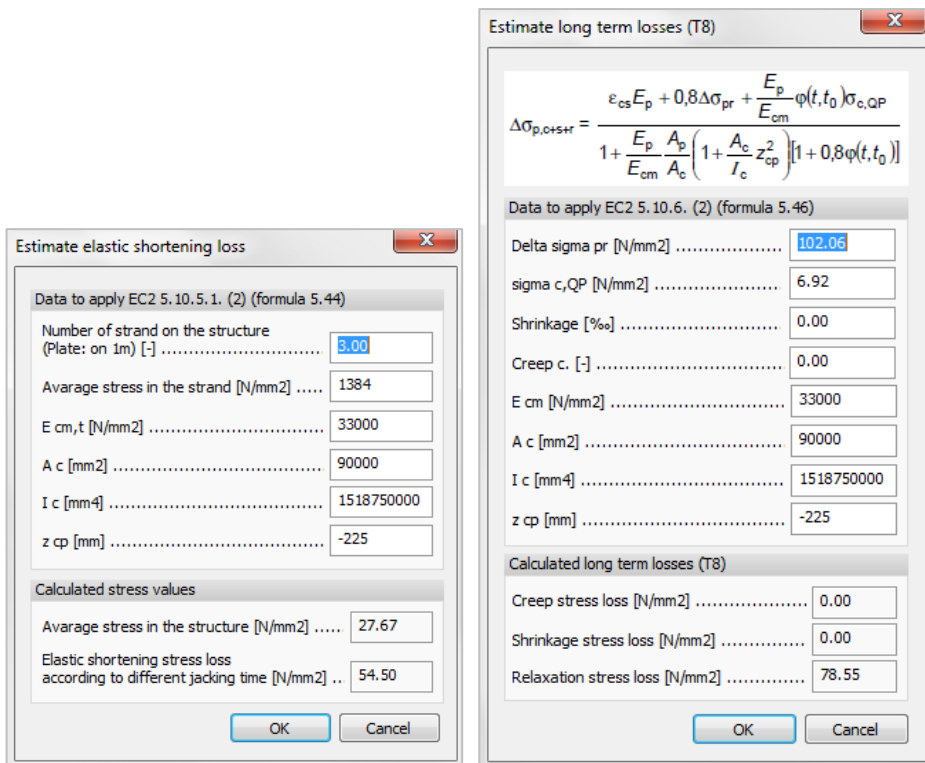 Estimate elastic shortening loss
Data to apply EC2 5.10.5.1. (2) (formula 5.44)
Number of strand on the structure
(Plate: on 1m) [-] ................................. 3.00
Avarage stress in the strand [N/mm2] ..... 1384
E cm,t [N/mm2] ................................... 33000
A c [mm2] .......................................... 90000
I c [mm4] ........................................... 1518750000
z cp [mm] .......................................... -225
Calculated stress values
Avarage stress in the structure [N/mm2] ...... 27.67
Elastic shortening stress loss
according to different jacking time [N/mm2] .. 54.50
OK Cancel
Estimate long term losses (T8)
Δσp,c+s+r = (εcsEp + 0,8Δσpr + (Ep/Ecm) φ(t,t0)σc,QP) / (1 + (Ep/Ecm) (Ap/Ac) (1 + (Ac/Ic) z²cp)[1 + 0,8φ(t,t0)])
Data to apply EC2 5.10.6. (2) (formula 5.46)
Delta sigma pr [N/mm2] .................... 102.06
sigma c,QP [N/mm2] ........................ 6.92
Shrinkage [‰] .............................. 0.00
Creep c. [-] .................................. 0.00
E cm [N/mm2] ................................ 33000
A c [mm2] .................................... 90000
I c [mm4] ..................................... 1518750000
z cp [mm] .................................... -225
Calculated long term losses (T8)
Creep stress loss [N/mm2] ................... 0.00
Shrinkage stress loss [N/mm2] .............. 0.00
Relaxation stress loss [N/mm2] ............. 78.55
OK Cancel